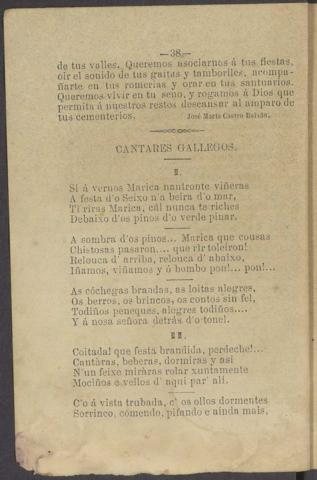 —38—
de tus valles. Queremos asociarnos á tus fiestas,
oir el sonido de tus gaitas y tamboriles, acompa-
ñarte en tus romerias y orar en tus santuarios.
Queremos vivir en tu seno, y rogamos á Dios que
permita á nuestros restos descansar al amparo de
tus cementerios. José María Castro
CANTARES GALLEGOS.
I.
Si á vernos Marica nantronte viñeras
A festa d'o Seixo n'a beira d'o mar,
Ti riras Marica, cál nunca te riches
Debaixo d'os pinos d'o verde pinar.
A sombra d'os pinos... Marica que cousas
Chistosas pasaron.... que rir toleiron!
Relouca d' arriba, relouca d' abaixo,
Iñamos, viñamos y ó bombo pon!... pon!...
As cóchegas brandas, as loitas alegres,
Os berros, os brincos, os contos sin fel,
Todiños peneques, alegres todiños....
Y á nosa señora detrás d'o tonel.
II.
Coitada! que festa brandida, perdeche!...
Cantáras, beberas, dormiras y asi
N'un feixe miráras rolar xuntamente
Mociños e vellos d' aqui par' alí.
C'o á vista trubada, c' os ollos dormentes
Sorrinco, cómendo, pifando e ainda mais,